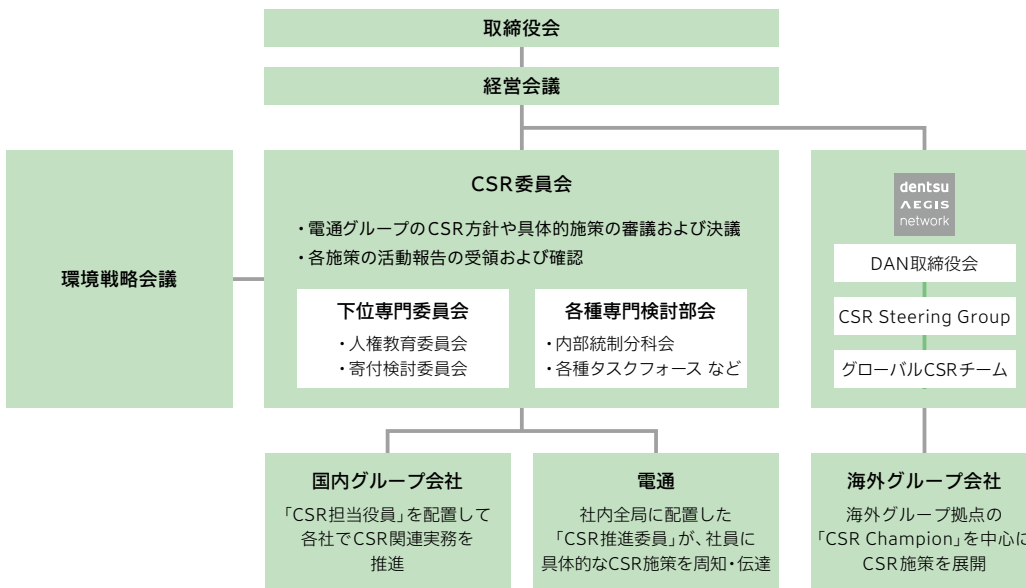 取締役会
経営会議
環境戦略会議
CSR委員会
・電通グループのCSR方針や具体的施策の審議および決議
・各施策の活動報告の受領および確認
下位専門委員会
・人権教育委員会
・寄付検討委員会
各種専門検討部会
・内部統制分科会
・各種タスクフォース など
dentsu
AEGIS
network
DAN取締役会
CSR Steering Group
グローバルCSRチーム
国内グループ会社
「CSR担当役員」を配置して
各社でCSR関連実務を
推進
電通
社内全局に配置した
「CSR推進委員」が、社員に
具体的なCSR施策を周知・伝達
海外グループ会社
海外グループ拠点の
「CSR Champion」を中心に
CSR施策を展開